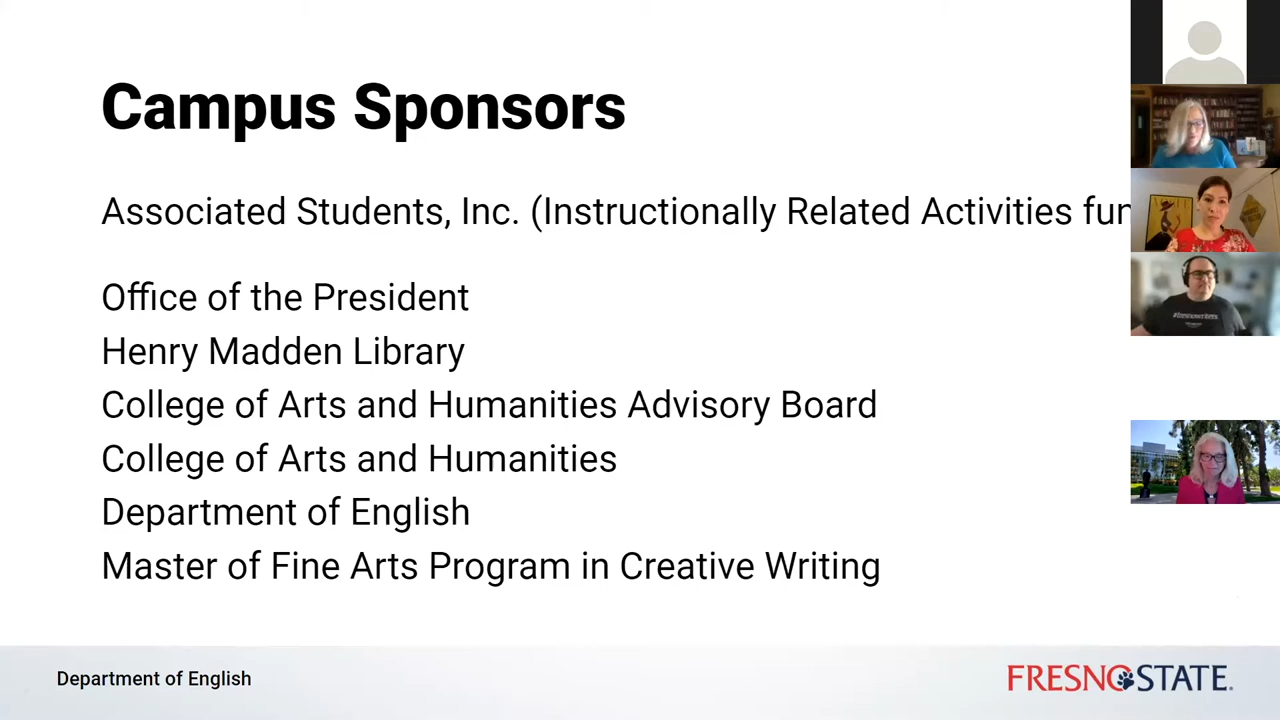 Campus Sponsors
Associated Students, Inc. (Instructionally Related Activities fun
Office of the President
Henry Madden Library
College of Arts and Humanities Advisory Board
College of Arts and Humanities
Department of English
Master of Fine Arts Program in Creative Writing
#fresnowriters
Department of English
FRESNO STATE